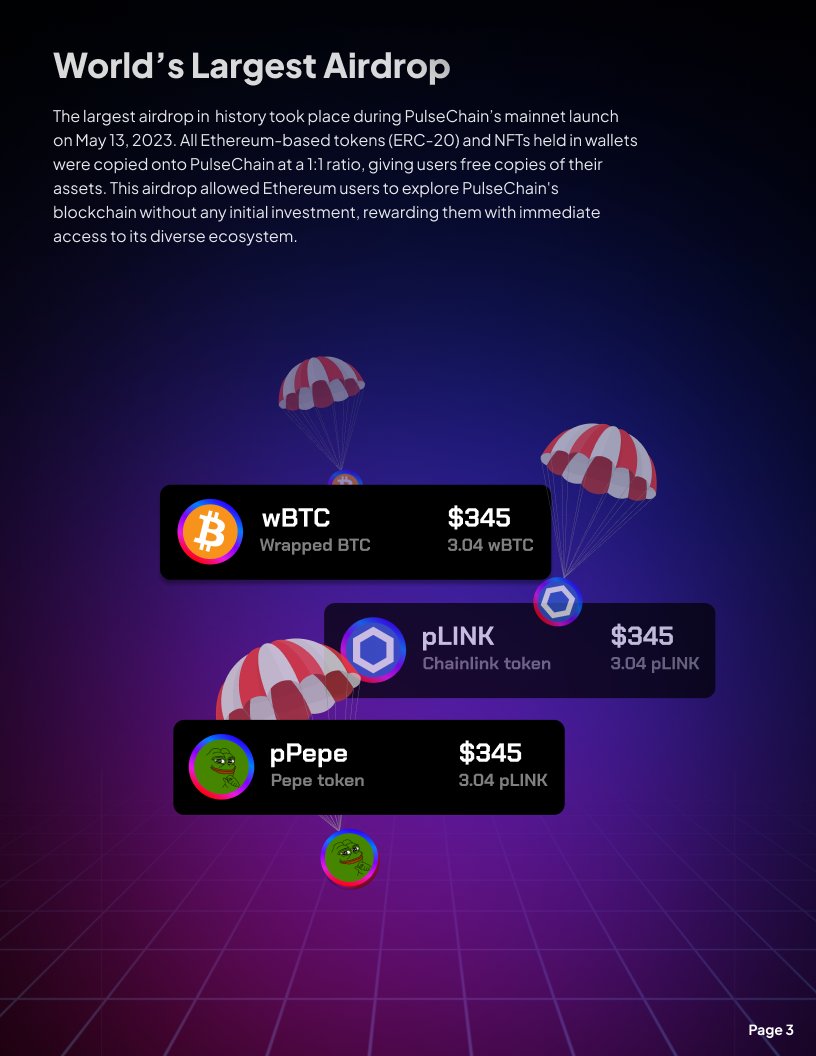 World’s Largest Airdrop
The largest airdrop in history took place during PulseChain’s mainnet launch
on May 13, 2023. All Ethereum-based tokens (ERC-20) and NFTs held in wallets
were copied onto PulseChain at a 1:1 ratio, giving users free copies of their
assets. This airdrop allowed Ethereum users to explore PulseChain's
blockchain without any initial investment, rewarding them with immediate
access to its diverse ecosystem.
wBTC $345
Wrapped BTC 3.04 wBTC
pLINK $345
Chainlink token 3.04 pLINK
pPepe $345
Pepe token 3.04 pLINK
Page 3